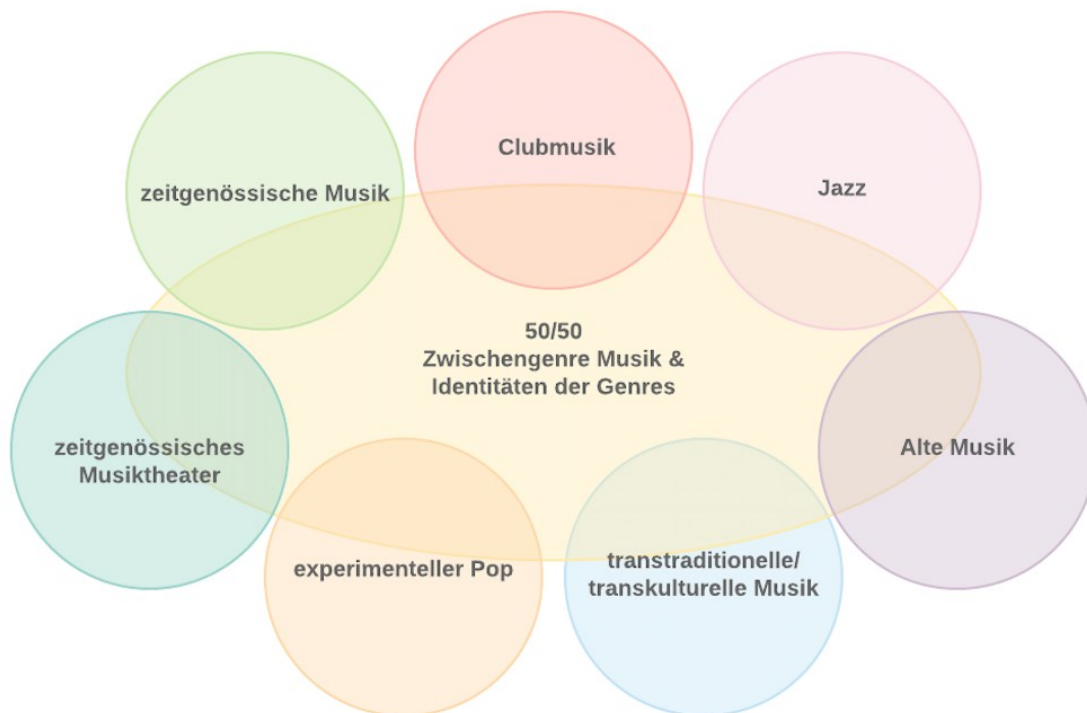 Clubmusik
zeitgenössische Musik
Jazz
50/50
Zwischengenre Musik &
Identitäten der Genres
zeitgenössisches
Musiktheater
Alte Musik
experimenteller Pop
transtraditionelle/
transkulturelle Musik